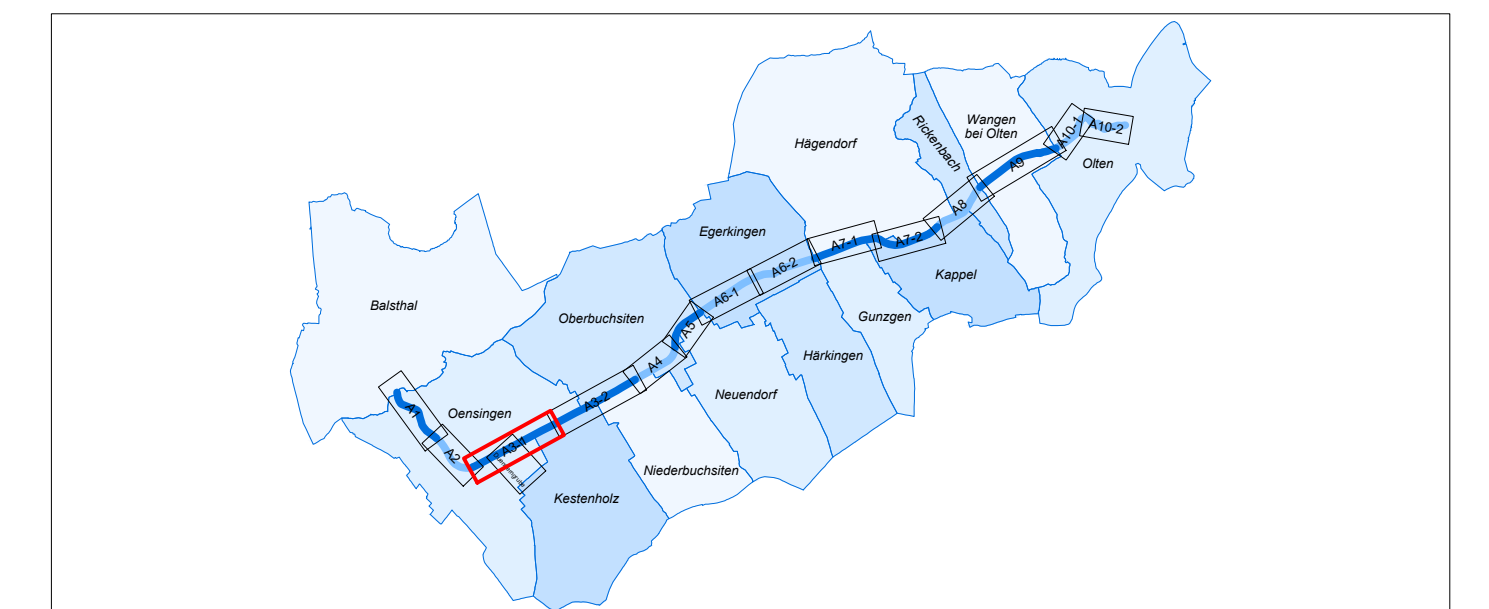 Hägendorf
Rickenbach
Wangen
bei Olten
A10-1
A10-2
Olten
A9
A8
Egerkingen
A7-1
A7-2
Kappel
A6-2
A6-1
Balsthal
Oberbuchsiten
A5
Gunzgen
Härkingen
A4
Neuendorf
A3-2
A1
Oensingen
A2
A3-1
Niederbuchsiten
Kestenholz